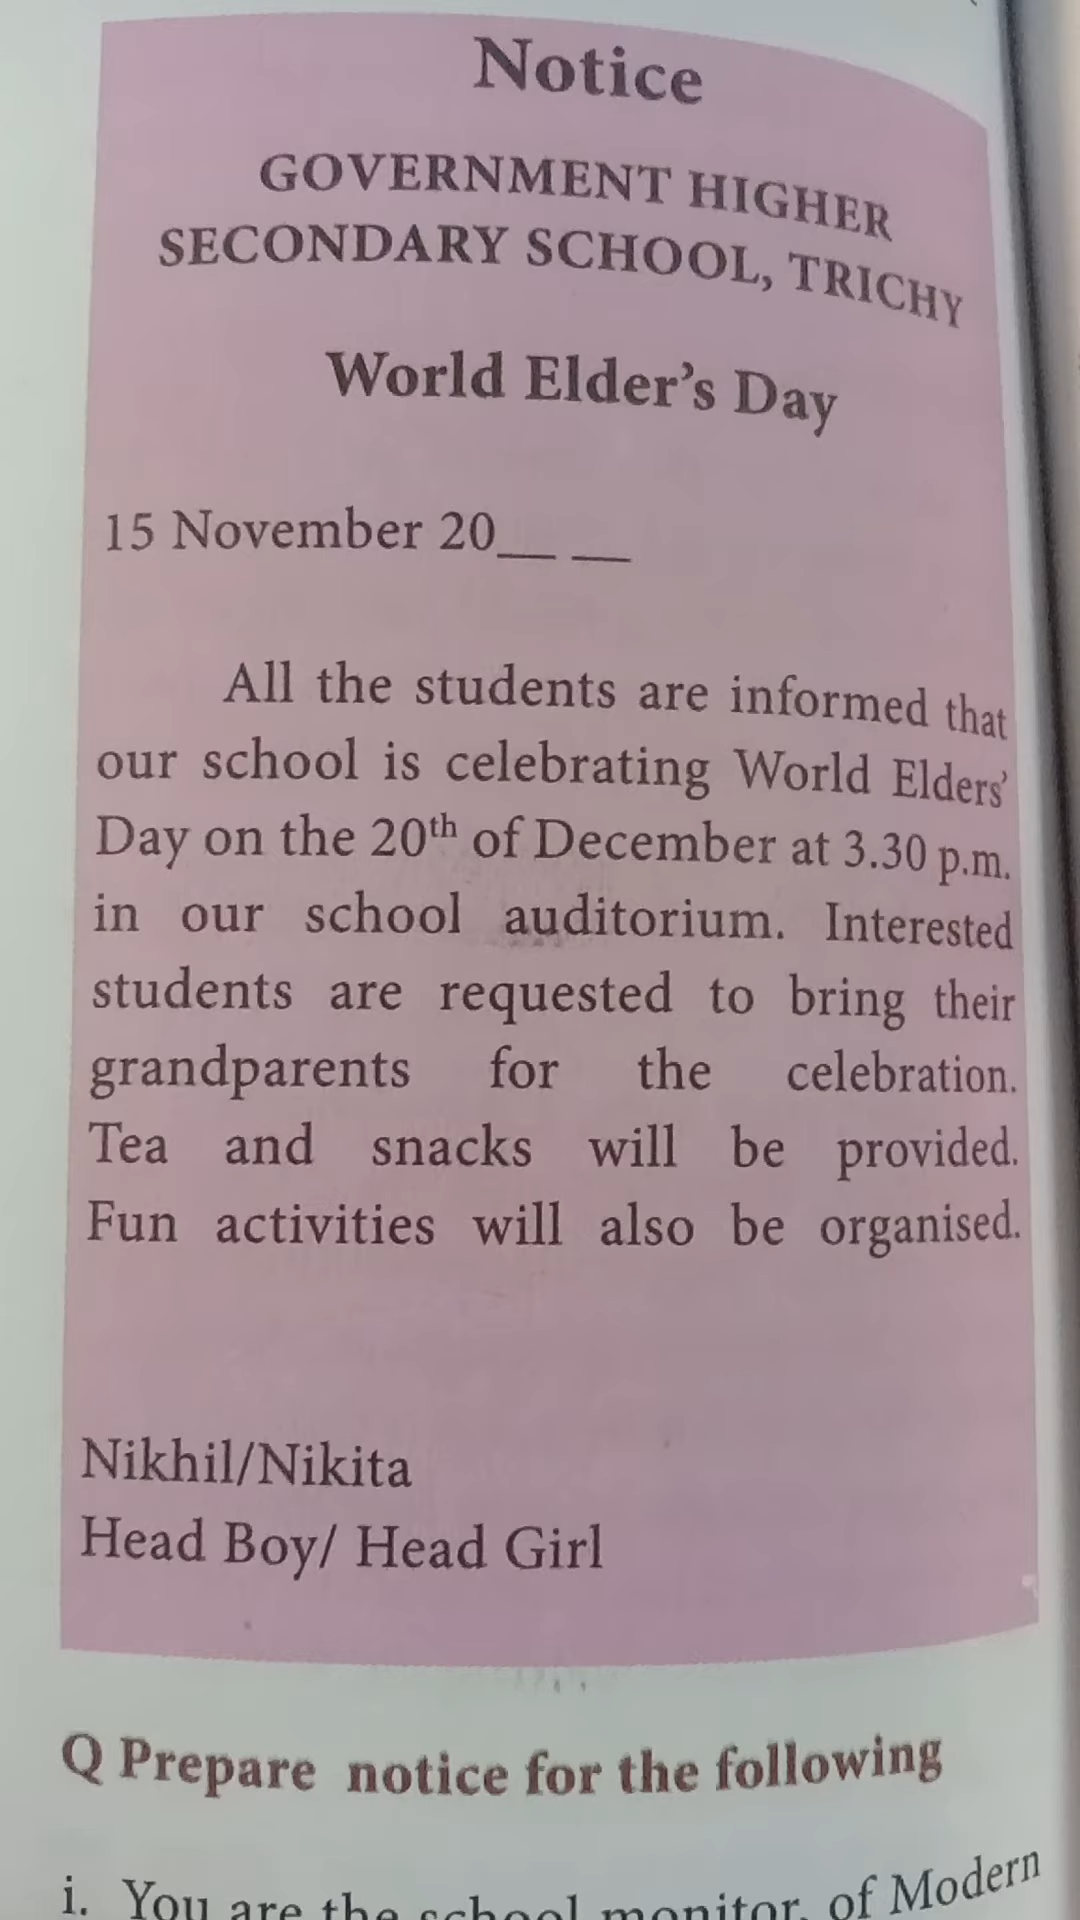 Notice
GOVERNMENT HIGHER
SECONDARY SCHOOL, TRICHY
World Elder's Day
15 November 20__ __
All the students are informed that
our school is celebrating World Elders'
Day on the 20th of December at 3.30 p.m.
in our school auditorium. Interested
students are requested to bring their
grandparents for the celebration.
Tea and snacks will be provided.
Fun activities will also be organised.
Nikhil/Nikita
Head Boy/ Head Girl
Q Prepare notice for the following
i. You are the school monitor of Modern